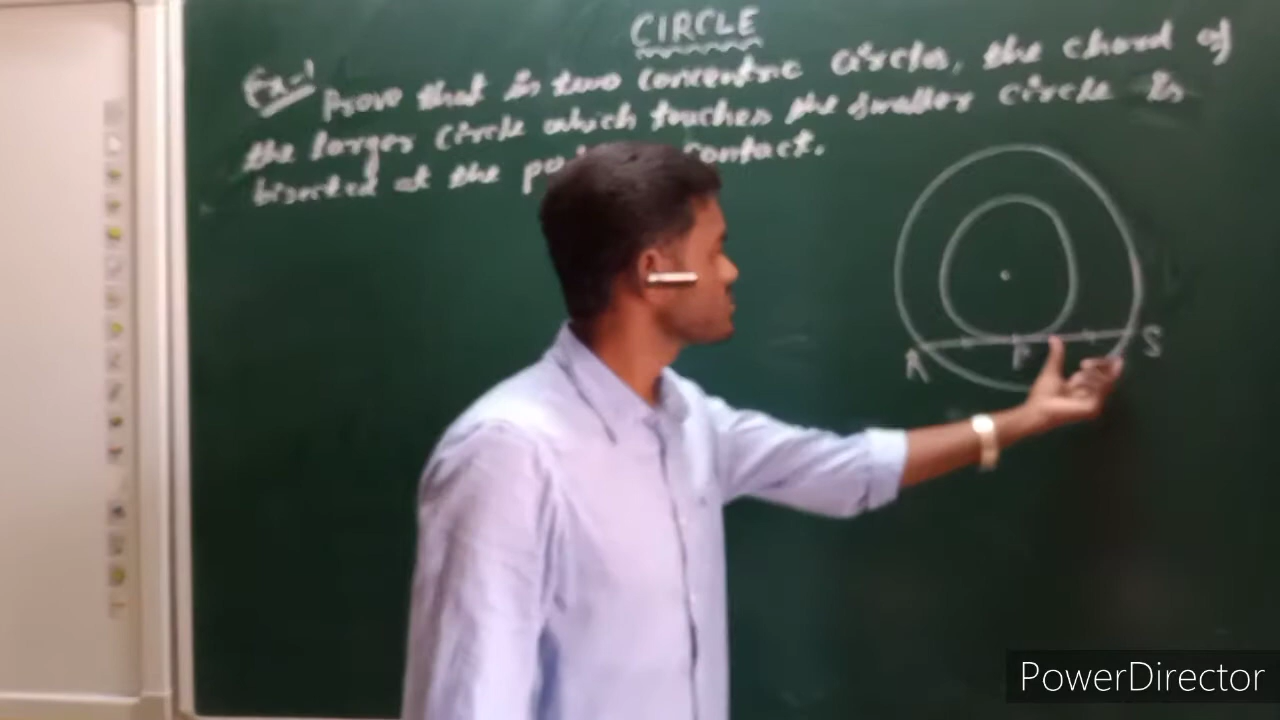 CIRCLE
Ex-1 Prove that in two concentric circles, the chord of
the larger circle which touches the smaller circle is
bisected at the contact.
A P S
PowerDirector